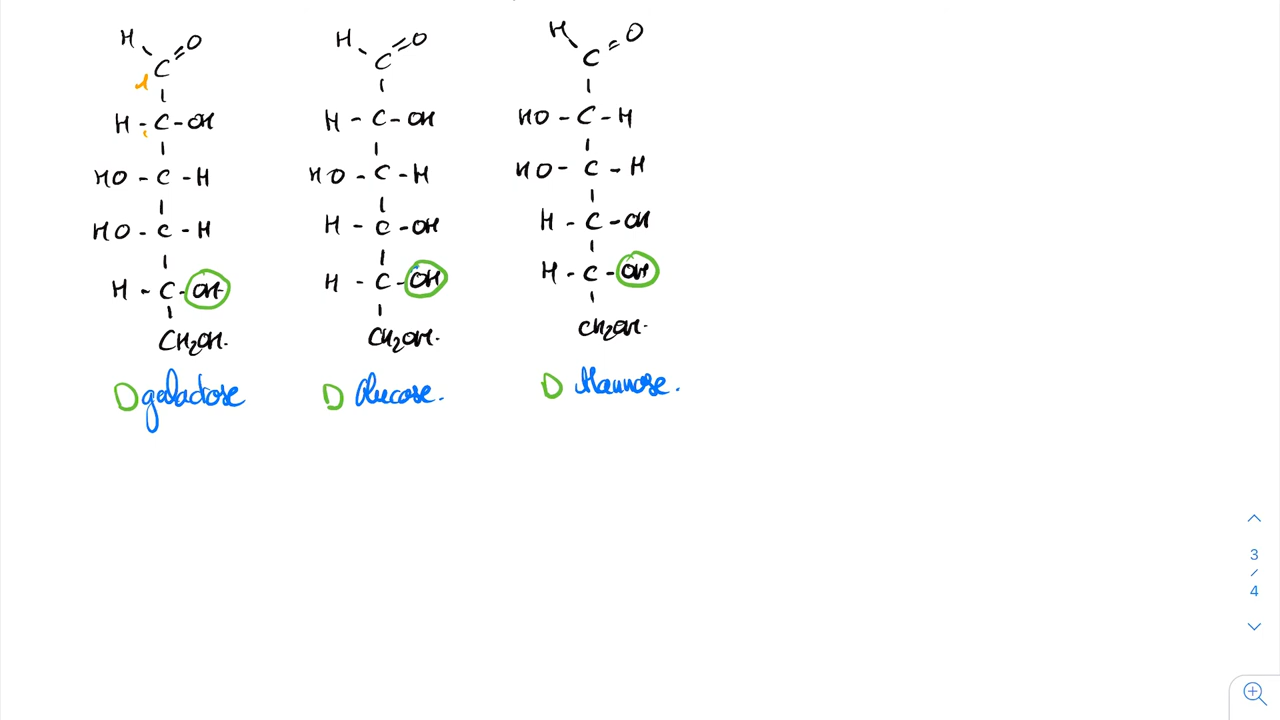 H C=O H C=O H C=O
1
H-C-OH H-C-OH HO-C-H
HO-C-H HO-C-H HO-C-H
HO-C-H H-C-OH H-C-OH
H-C-OH H-C-OH H-C-OH
CH₂OH. CH₂OH. CH₂OH.
D galactose D Glucose. D Mannose.
3
/
4